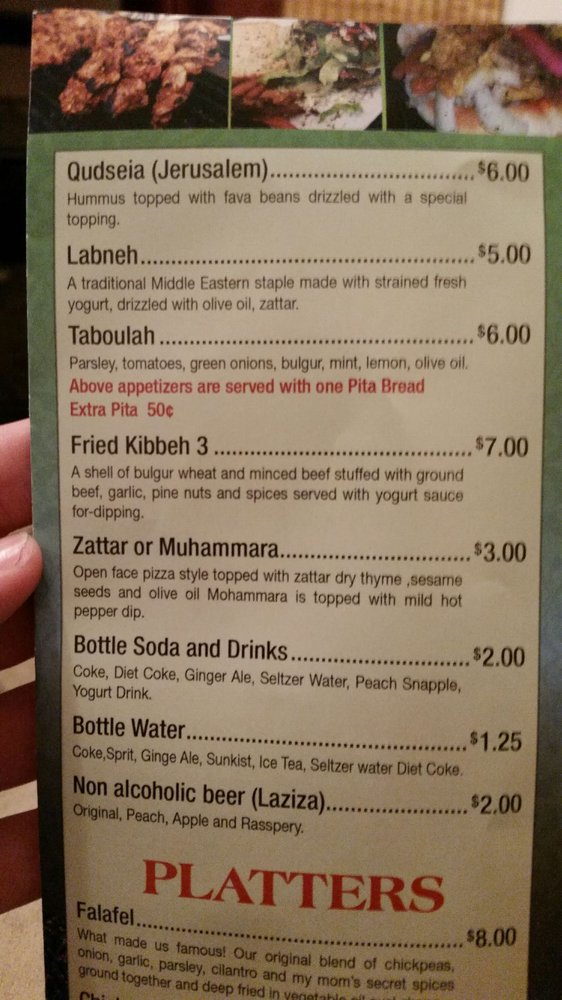 Qudseia (Jerusalem)..................................$6.00
Hummus topped with fava beans drizzled with a special
topping.
Labneh......................................................$5.00
A traditional Middle Eastern staple made with strained fresh
yogurt, drizzled with olive oil, zattar.
Taboulah ...................................................$6.00
Parsley, tomatoes, green onions, bulgur, mint, lemon, olive oil.
Above appetizers are served with one Pita Bread
Extra Pita 50¢
Fried Kibbeh 3 ..........................................$7.00
A shell of bulgur wheat and minced beef stuffed with ground
beef, garlic, pine nuts and spices served with yogurt sauce
for-dipping.
Zattar or Muhammara...............................$3.00
Open face pizza style topped with zattar dry thyme ,sesame
seeds and olive oil Mohammara is topped with mild hot
pepper dip.
Bottle Soda and Drinks.............................$2.00
Coke, Diet Coke, Ginger Ale, Seltzer Water, Peach Snapple,
Yogurt Drink.
Bottle Water..............................................$1.25
Coke,Sprit, Ginge Ale, Sunkist, Ice Tea, Seltzer water Diet Coke.
Non alcoholic beer (Laziza).......................$2.00
Original, Peach, Apple and Rasspery.
PLATTERS
Falafel.....................................................$8.00
What made us famous! Our original blend of chickpeas,
onion, garlic, parsley, cilantro and my mom's secret spices
ground together and deep fried in vegetable